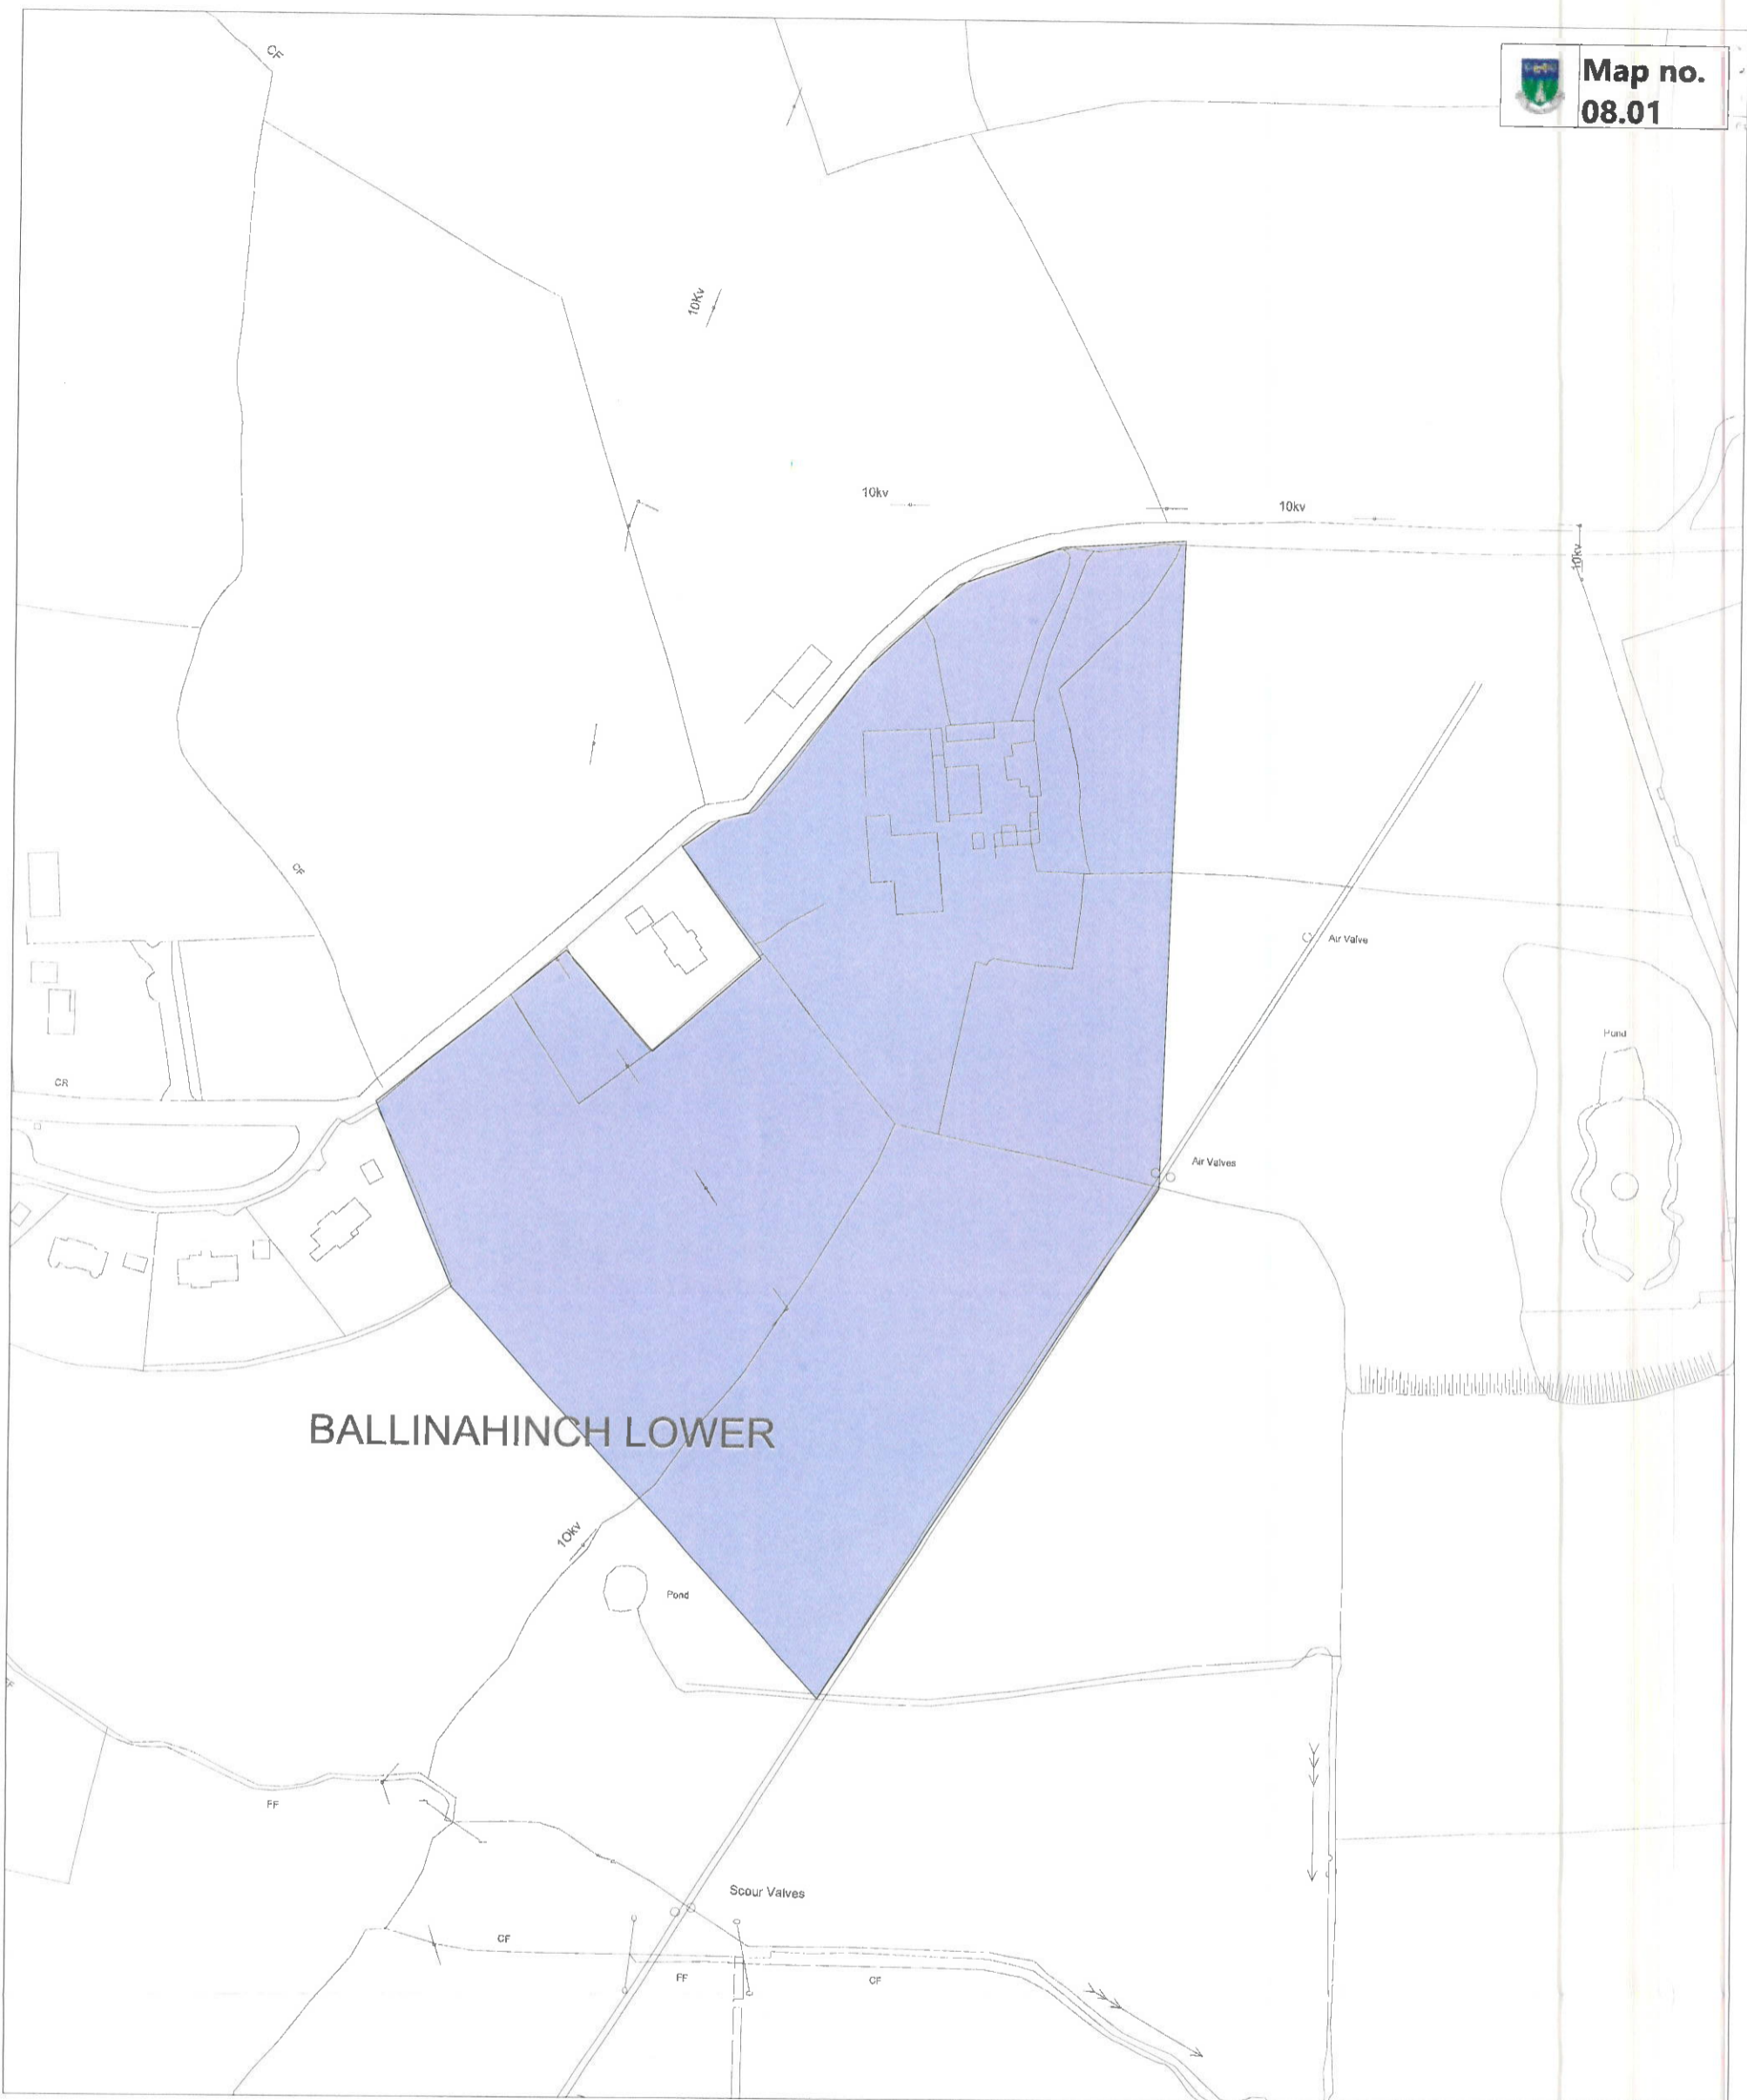 CF
Map no.
08.01
10Kv
10kv
10kv
10kv
CF
Air Valve
Pond
CR
Air Valves
BALLINAHINCH LOWER
10kv
Pond
FF
Scour Valves
CF
FF
CF